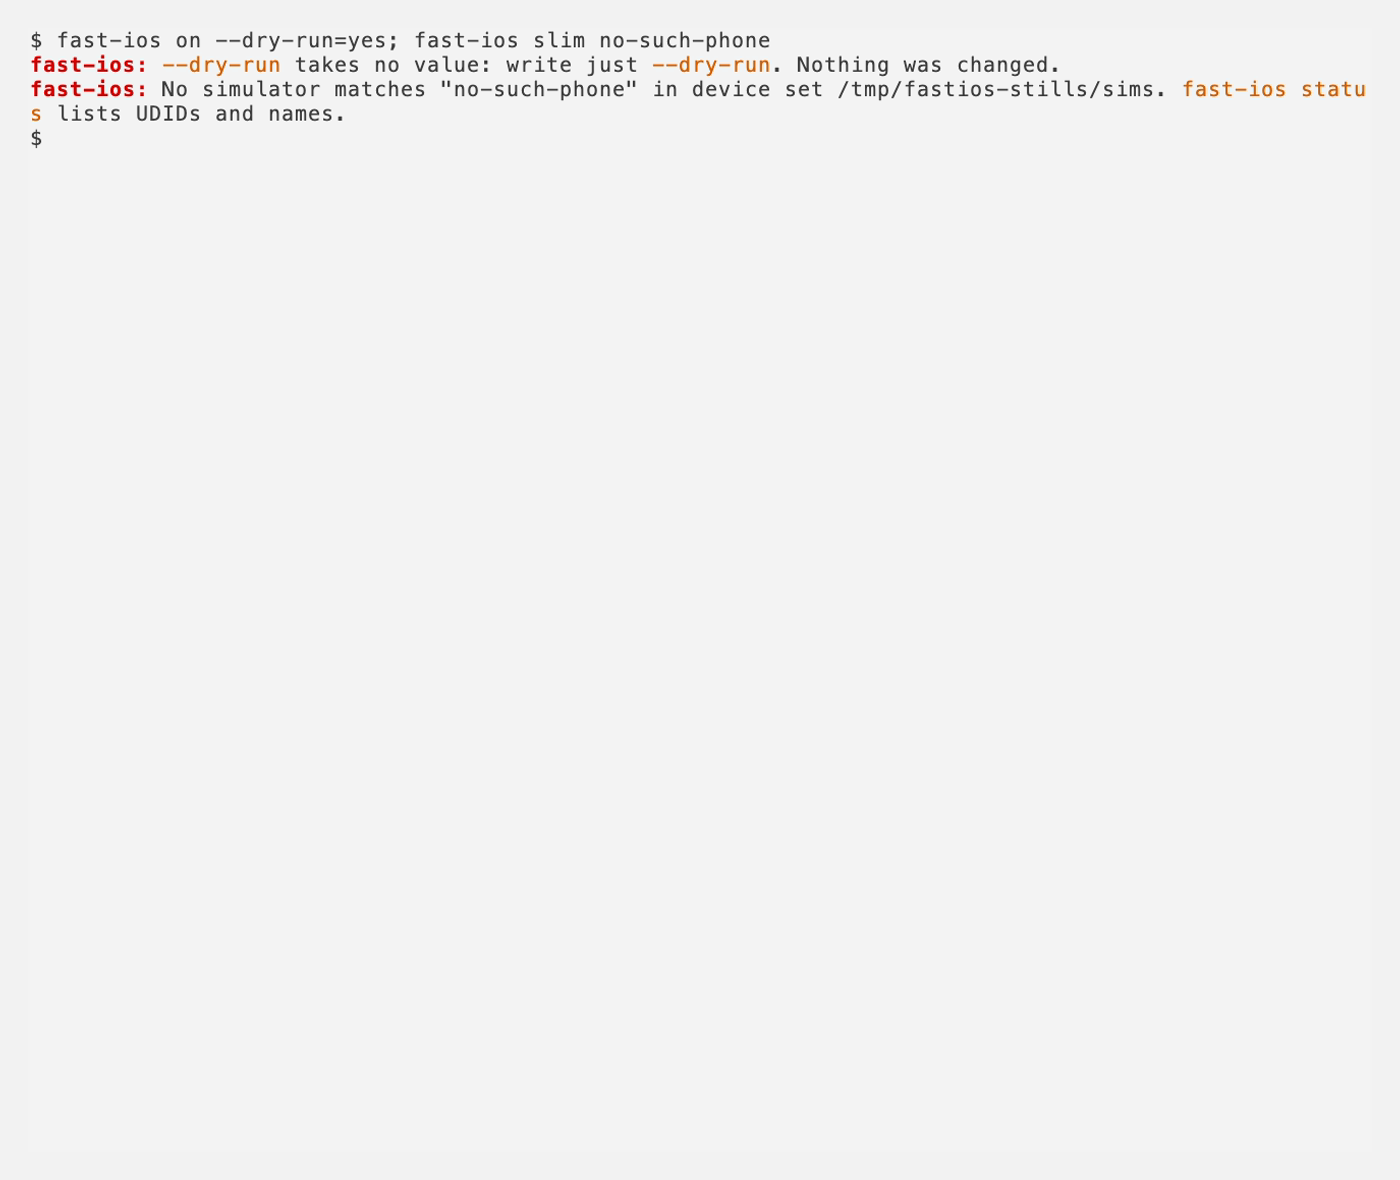 $ fast-ios on --dry-run=yes; fast-ios slim no-such-phone
fast-ios: --dry-run takes no value: write just --dry-run. Nothing was changed.
fast-ios: No simulator matches "no-such-phone" in device set /tmp/fastios-stills/sims. fast-ios statu
s lists UDIDs and names.
$